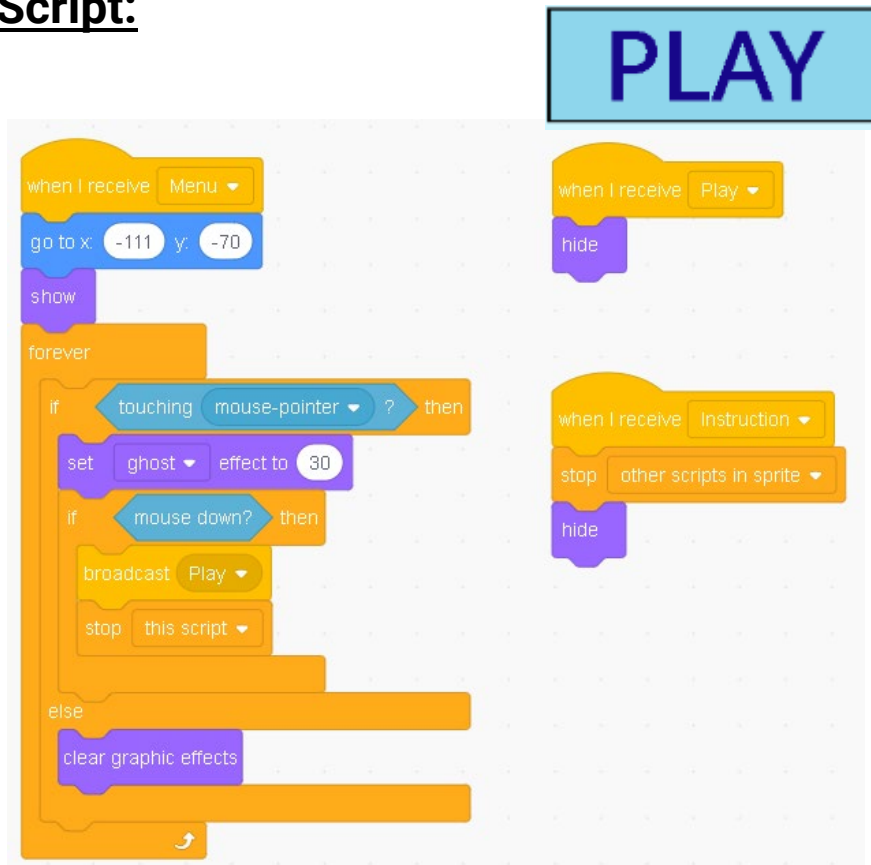 Script:
PLAY
when I receive Menu
go to x: -111 y: -70
show
forever
if touching mouse-pointer ? then
set ghost effect to 30
if mouse down? then
broadcast Play
stop this script
else
clear graphic effects
when I receive Play
hide
when I receive Instruction
stop other scripts in sprite
hide